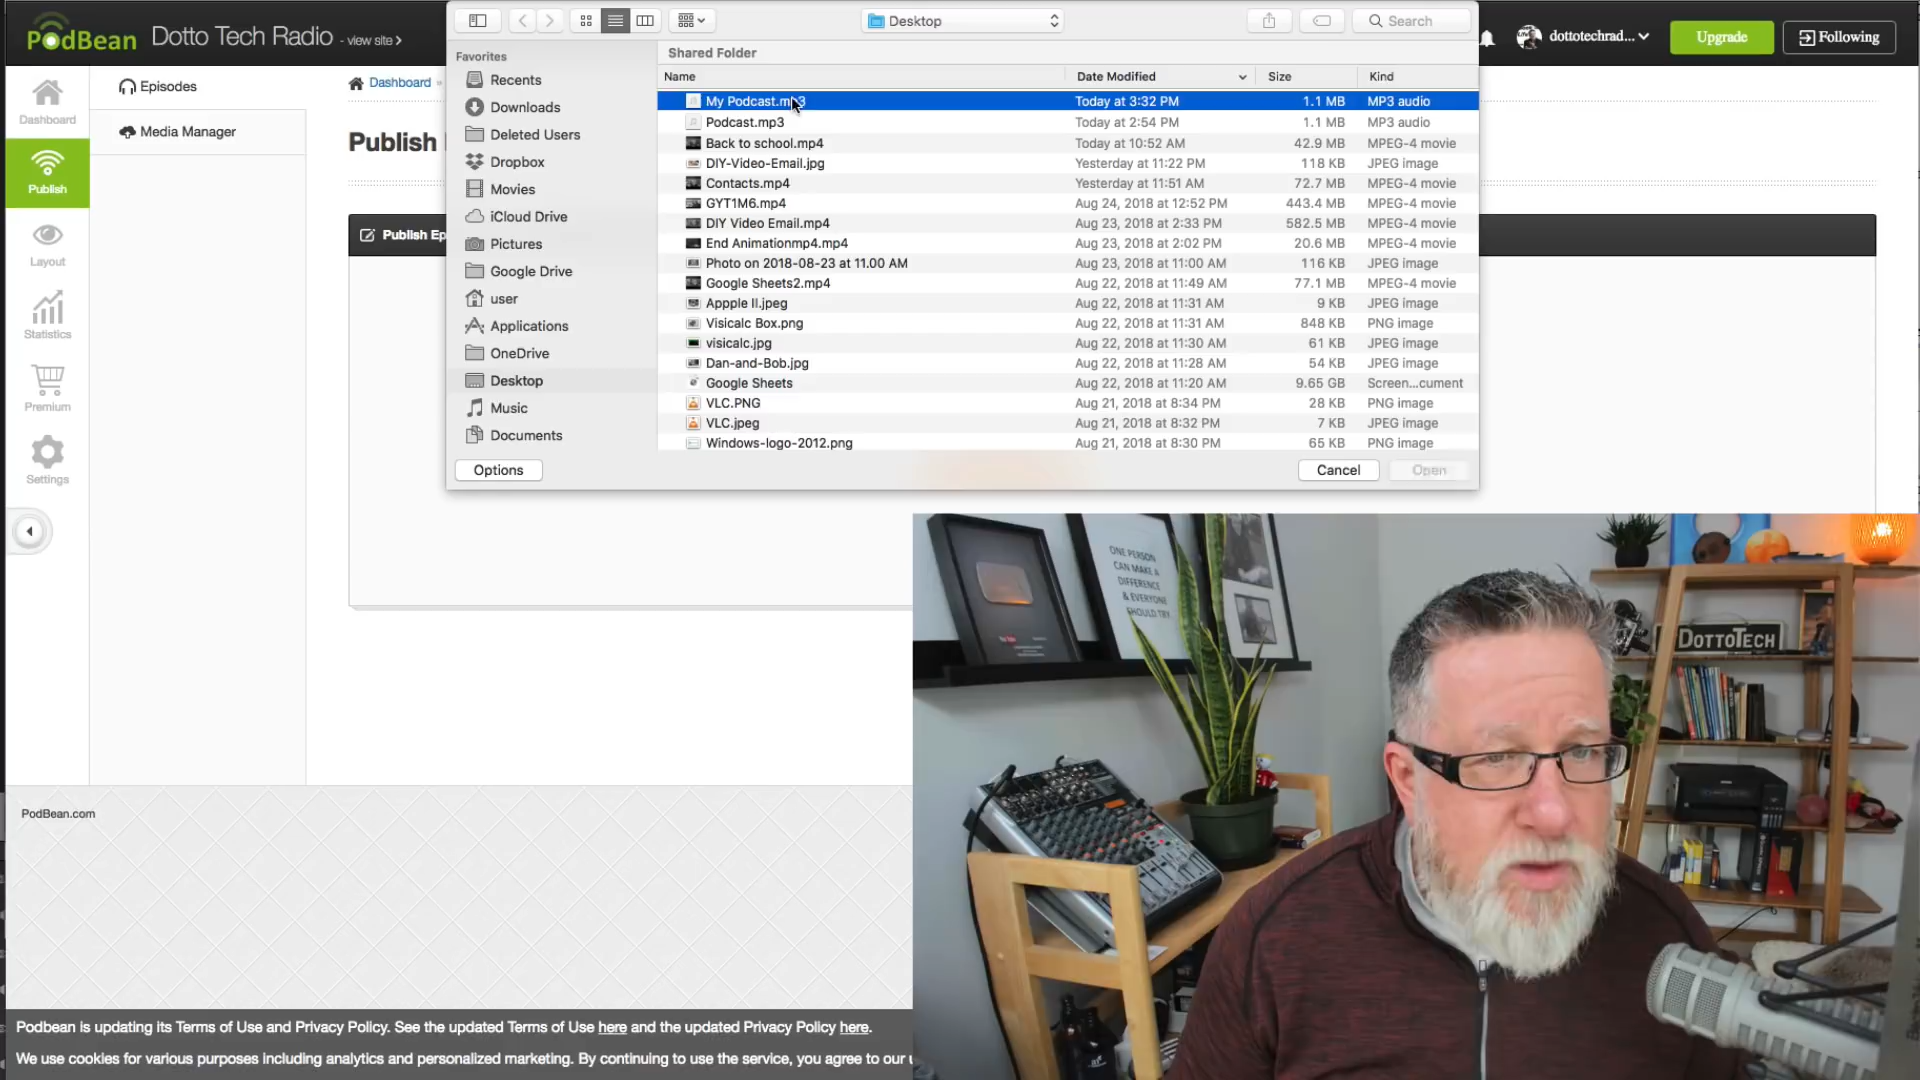 PodBean Dotto Tech Radio - view site >
Desktop
Search
dottotechrad...
Upgrade
Following
Dashboard
Publish
Layout
Statistics
Premium
Settings
Episodes
Media Manager
Dashboard
Publish
Publish Ep
Favorites
Recents
Downloads
Deleted Users
Dropbox
Movies
iCloud Drive
Pictures
Google Drive
user
Applications
OneDrive
Desktop
Music
Documents
Shared Folder
Name Date Modified Size Kind
My Podcast.mp3 Today at 3:32 PM 1.1 MB MP3 audio
Podcast.mp3 Today at 2:54 PM 1.1 MB MP3 audio
Back to school.mp4 Today at 10:52 AM 42.9 MB MPEG-4 movie
DIY-Video-Email.jpg Yesterday at 11:22 PM 118 KB JPEG image
Contacts.mp4 Yesterday at 11:51 AM 72.7 MB MPEG-4 movie
GYT1M6.mp4 Aug 24, 2018 at 12:52 PM 443.4 MB MPEG-4 movie
DIY Video Email.mp4 Aug 23, 2018 at 2:33 PM 582.5 MB MPEG-4 movie
End Animationmp4.mp4 Aug 23, 2018 at 2:02 PM 20.6 MB MPEG-4 movie
Photo on 2018-08-23 at 11.00 AM Aug 23, 2018 at 11:00 AM 116 KB JPEG image
Google Sheets2.mp4 Aug 22, 2018 at 11:49 AM 77.1 MB MPEG-4 movie
Appple II.jpeg Aug 22, 2018 at 11:31 AM 9 KB JPEG image
Visicalc Box.png Aug 22, 2018 at 11:31 AM 848 KB PNG image
visicalc.jpg Aug 22, 2018 at 11:30 AM 61 KB JPEG image
Dan-and-Bob.jpg Aug 22, 2018 at 11:28 AM 54 KB JPEG image
Google Sheets Aug 22, 2018 at 11:20 AM 9.65 GB Screen...cument
VLC.PNG Aug 21, 2018 at 8:34 PM 28 KB PNG image
VLC.jpeg Aug 21, 2018 at 8:32 PM 7 KB JPEG image
Windows-logo-2012.png Aug 21, 2018 at 8:30 PM 65 KB PNG image
Options Cancel Open
ONE PERSON
CAN MAKE A
DIFFERENCE
& EVERYONE
SHOULD TRY
DOTTOTECH
PodBean.com
Podbean is updating its Terms of Use and Privacy Policy. See the updated Terms of Use here and the updated Privacy Policy here.
We use cookies for various purposes including analytics and personalized marketing. By continuing to use the service, you agree to our u